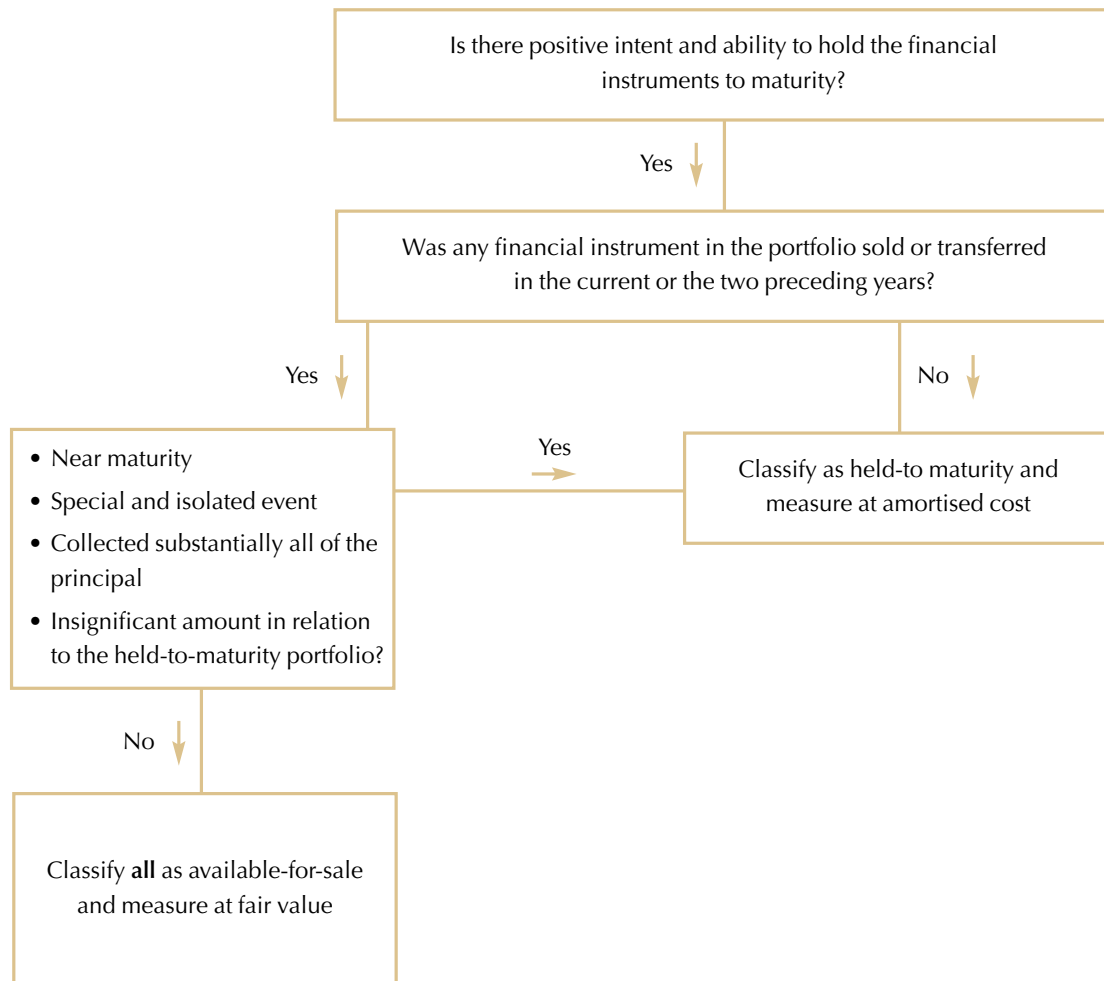 Is there positive intent and ability to hold the financial
instruments to maturity?
Yes
Was any financial instrument in the portfolio sold or transferred
in the current or the two preceding years?
Yes
No
• Near maturity
• Special and isolated event
• Collected substantially all of the
principal
• Insignificant amount in relation
to the held-to-maturity portfolio?
Yes
Classify as held-to maturity and
measure at amortised cost
No
Classify all as available-for-sale
and measure at fair value